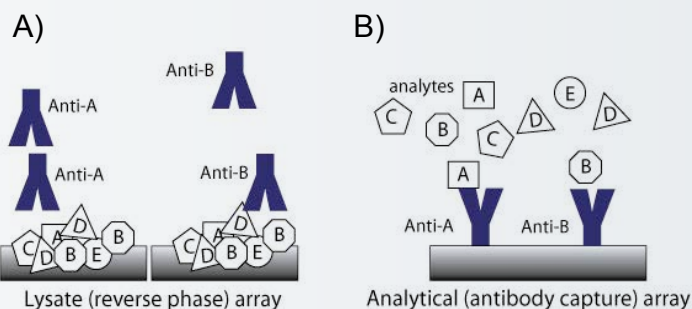 A)
Anti-A
Anti-B
Anti-A
Anti-B
C
A
D
D
B
E
B
C
A
D
D
B
E
B
Lysate (reverse phase) array
B)
analytes
A
E
C
B
C
D
D
A
B
Anti-A
Anti-B
Analytical (antibody capture) array